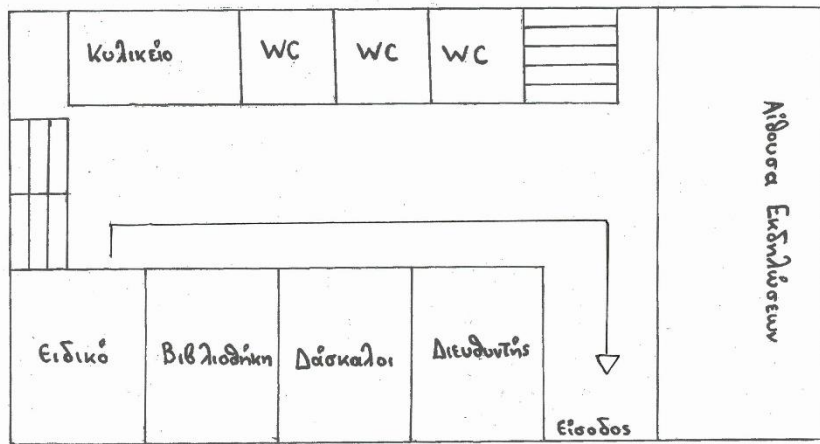 Κυλικείο
WC
WC
WC
Αίθουσα Εκδηλώσεων
Ειδικό
Βιβλιοθήκη
Δάσκαλοι
Διευθυντής
Είσοδος